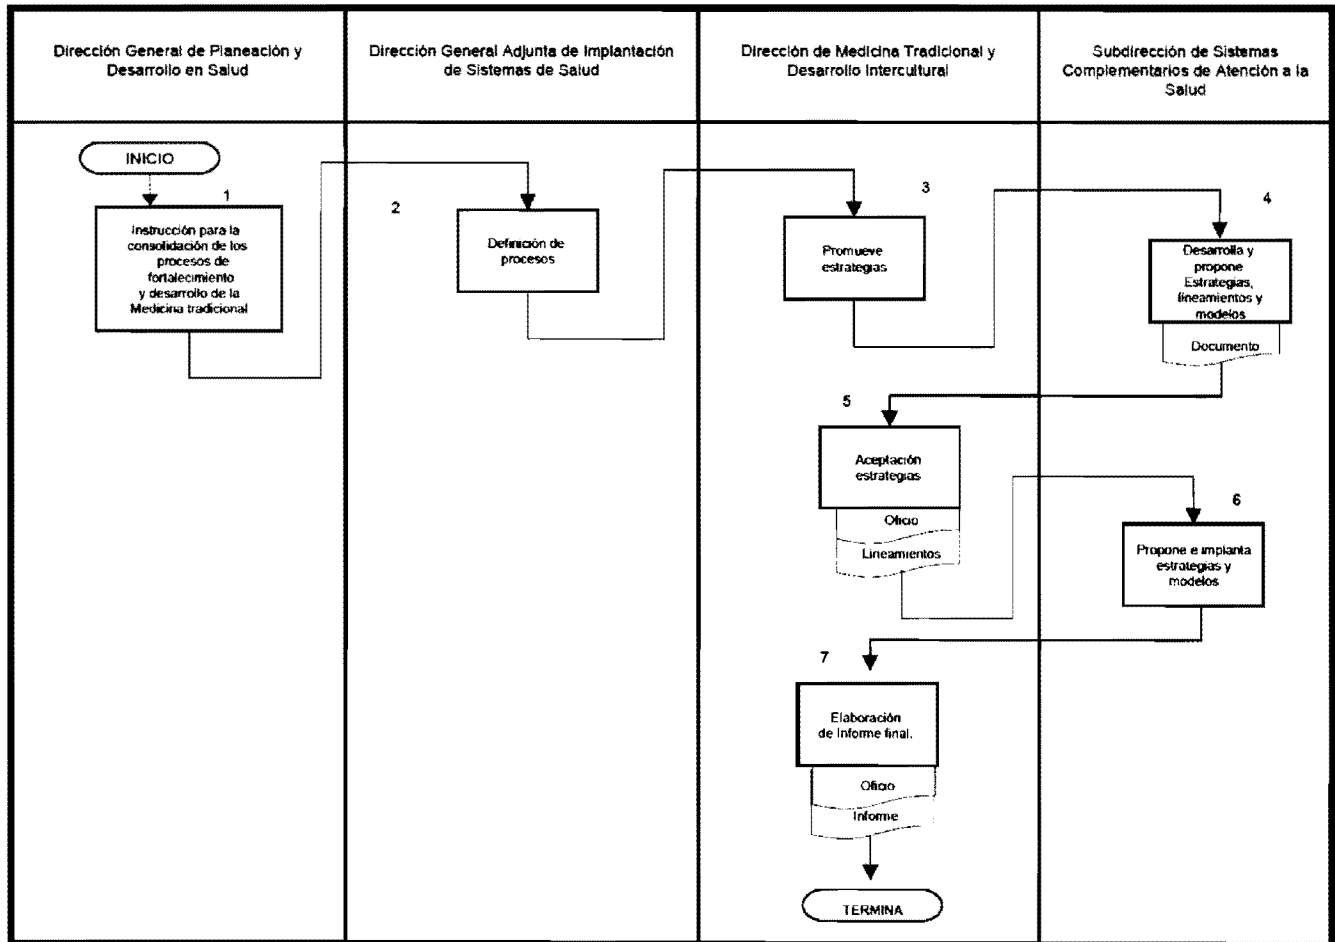 Dirección General de Planeación y
Desarrollo en Salud
Dirección General Adjunta de Implantación
de Sistemas de Salud
Dirección de Medicina Tradicional y
Desarrollo Intercultural
Subdirección de Sistemas
Complementarios de Atención a la
Salud
INICIO
1
Instrucción para la
consolidación de los
procesos de
fortalecimiento
y desarrollo de la
Medicina tradicional
2
Definición de
procesos
3
Promueve
estrategias
4
Desarrolla y
propone
Estrategias,
lineamientos y
modelos
Documento
5
Aceptación
estrategias
Oficio
Lineamientos
6
Propone e implanta
estrategias y
modelos
7
Elaboración
de Informe final.
Oficio
Informe
TERMINA